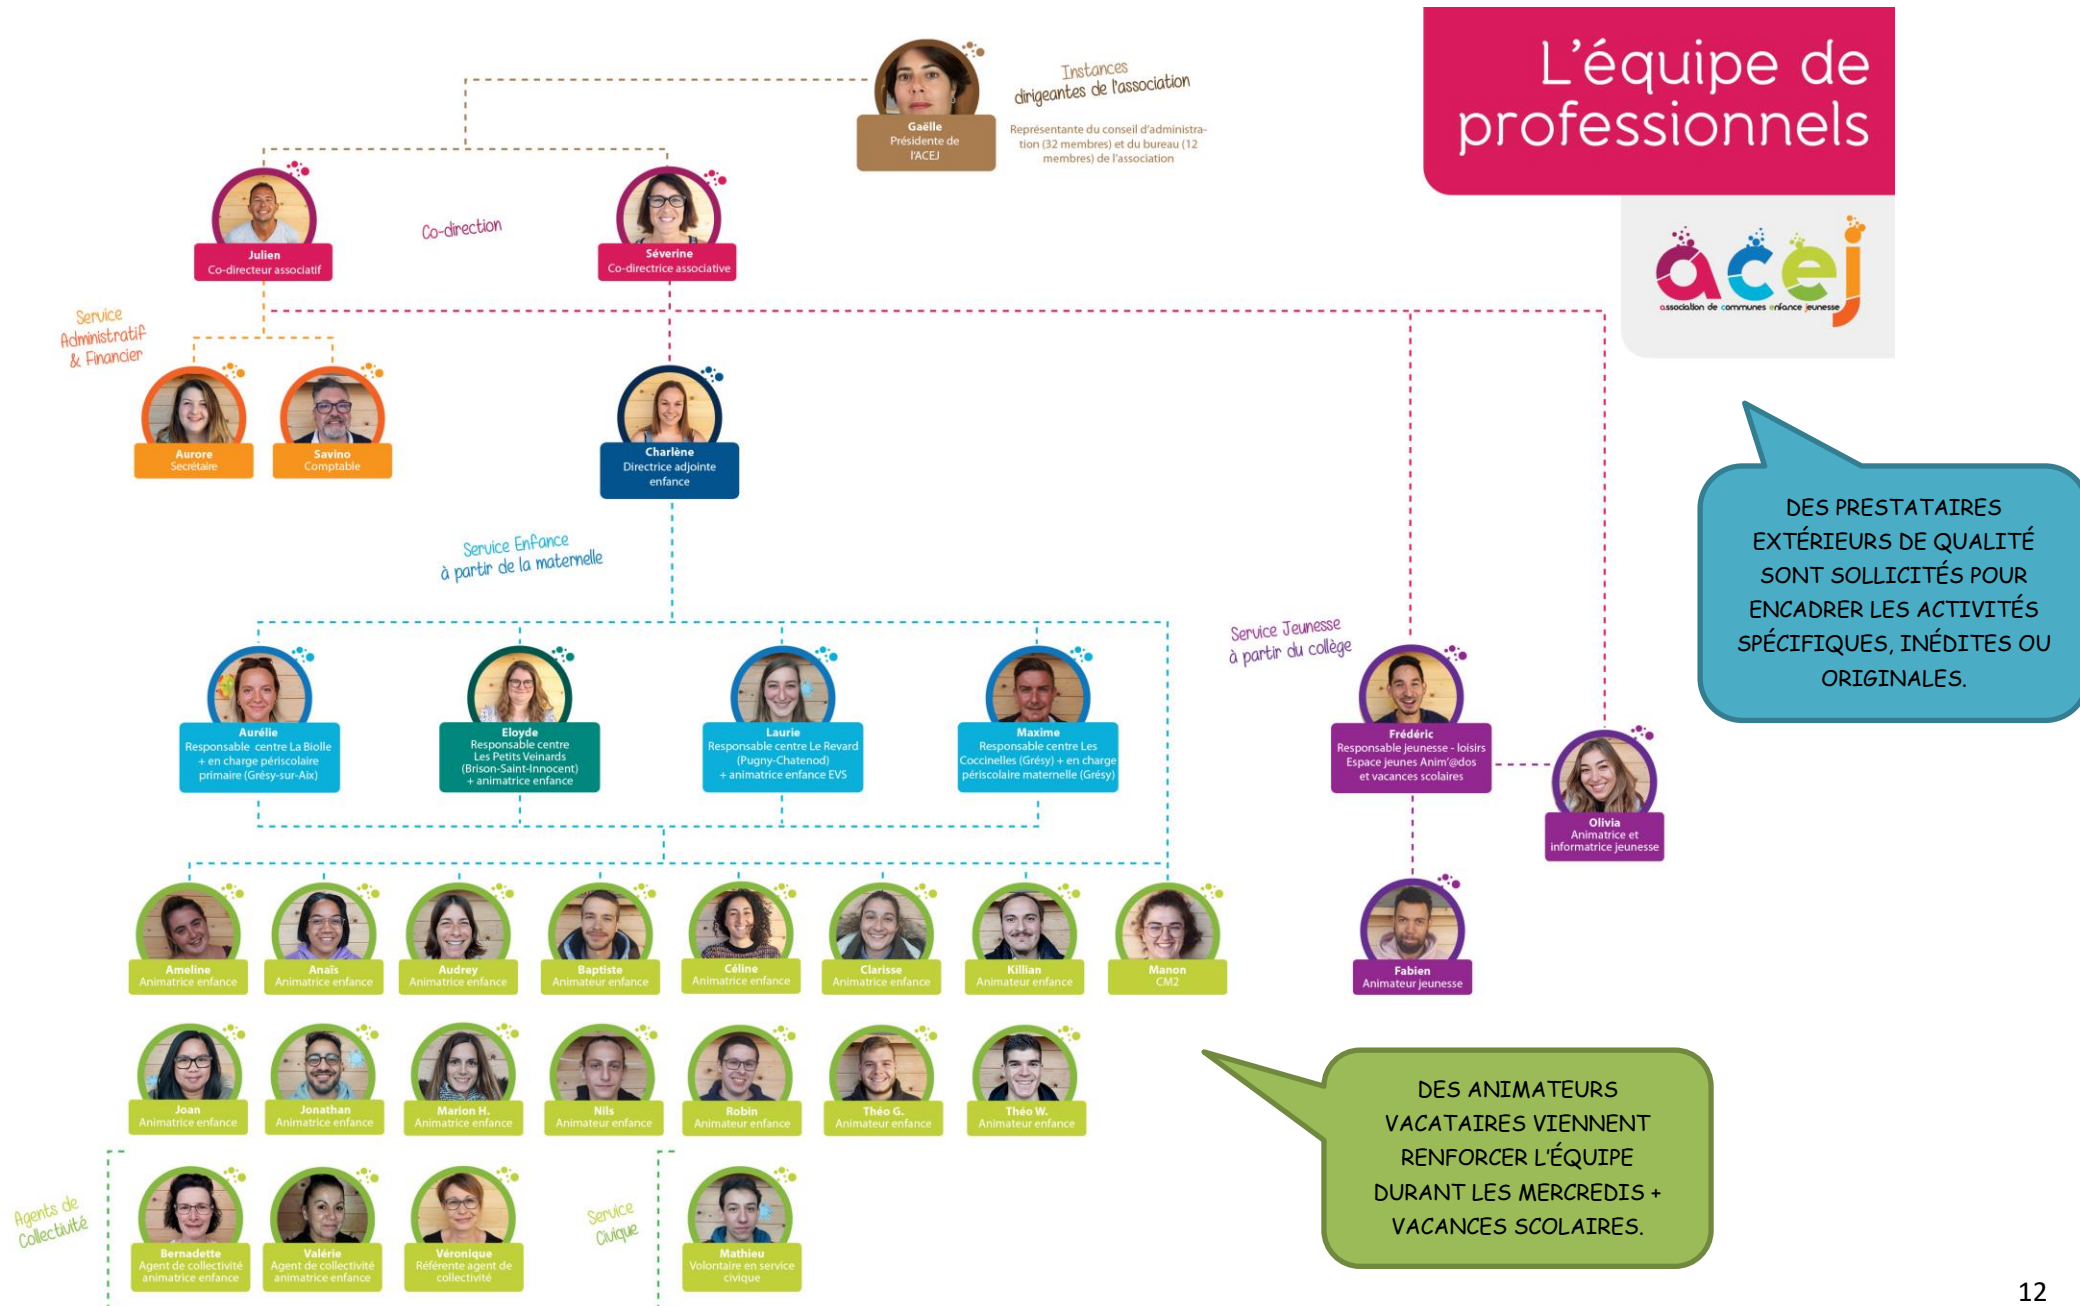 L'équipe de
professionnels
acej
association de communes enfance jeunesse
Instances
dirigeantes de l'association
Gaëlle
Présidente de
l'ACEJ
Représentante du conseil d'administra-
tion (32 membres) et du bureau (12
membres) de l'association
Julien
Co-directeur associatif
Co-direction
Séverine
Co-directrice associative
Service
Administratif
& Financier
Aurore
Secrétaire
Savino
Comptable
Charlène
Directrice adjointe
enfance
DES PRESTATAIRES
EXTÉRIEURS DE QUALITÉ
SONT SOLLICITÉS POUR
ENCADRER LES ACTIVITÉS
SPÉCIFIQUES, INÉDITES OU
ORIGINALES.
Service Enfance
à partir de la maternelle
Service Jeunesse
à partir du collège
Aurélie
Responsable centre La Biolle
+ en charge périscolaire
primaire (Grésy-sur-Aix)
Eloyde
Responsable centre
Les Petits Veinards
(Brison-Saint-Innocent)
+ animatrice enfance
Laurie
Responsable centre Le Revard
(Pugny-Chatenod)
+ animatrice enfance EVS
Maxime
Responsable centre Les
Coccinelles (Grésy) + en charge
périscolaire maternelle (Grésy)
Frédéric
Responsable jeunesse - loisirs
Espace jeunes Anim'@dos
et vacances scolaires
Olivia
Animatrice et
informatrice jeunesse
Ameline
Animatrice enfance
Anaïs
Animatrice enfance
Audrey
Animatrice enfance
Baptiste
Animateur enfance
Céline
Animatrice enfance
Clarisse
Animatrice enfance
Killian
Animateur enfance
Manon
CM2
Fabien
Animateur jeunesse
Joan
Animatrice enfance
Jonathan
Animatrice enfance
Marion H.
Animatrice enfance
Nils
Animateur enfance
Robin
Animateur enfance
Théo G.
Animateur enfance
Théo W.
Animateur enfance
DES ANIMATEURS
VACATAIRES VIENNENT
RENFORCER L'ÉQUIPE
DURANT LES MERCREDIS +
VACANCES SCOLAIRES.
Agents de
Collectivité
Bernadette
Agent de collectivité
animatrice enfance
Valérie
Agent de collectivité
animatrice enfance
Véronique
Référente agent de
collectivité
Service
Civique
Mathieu
Volontaire en service
civique
12